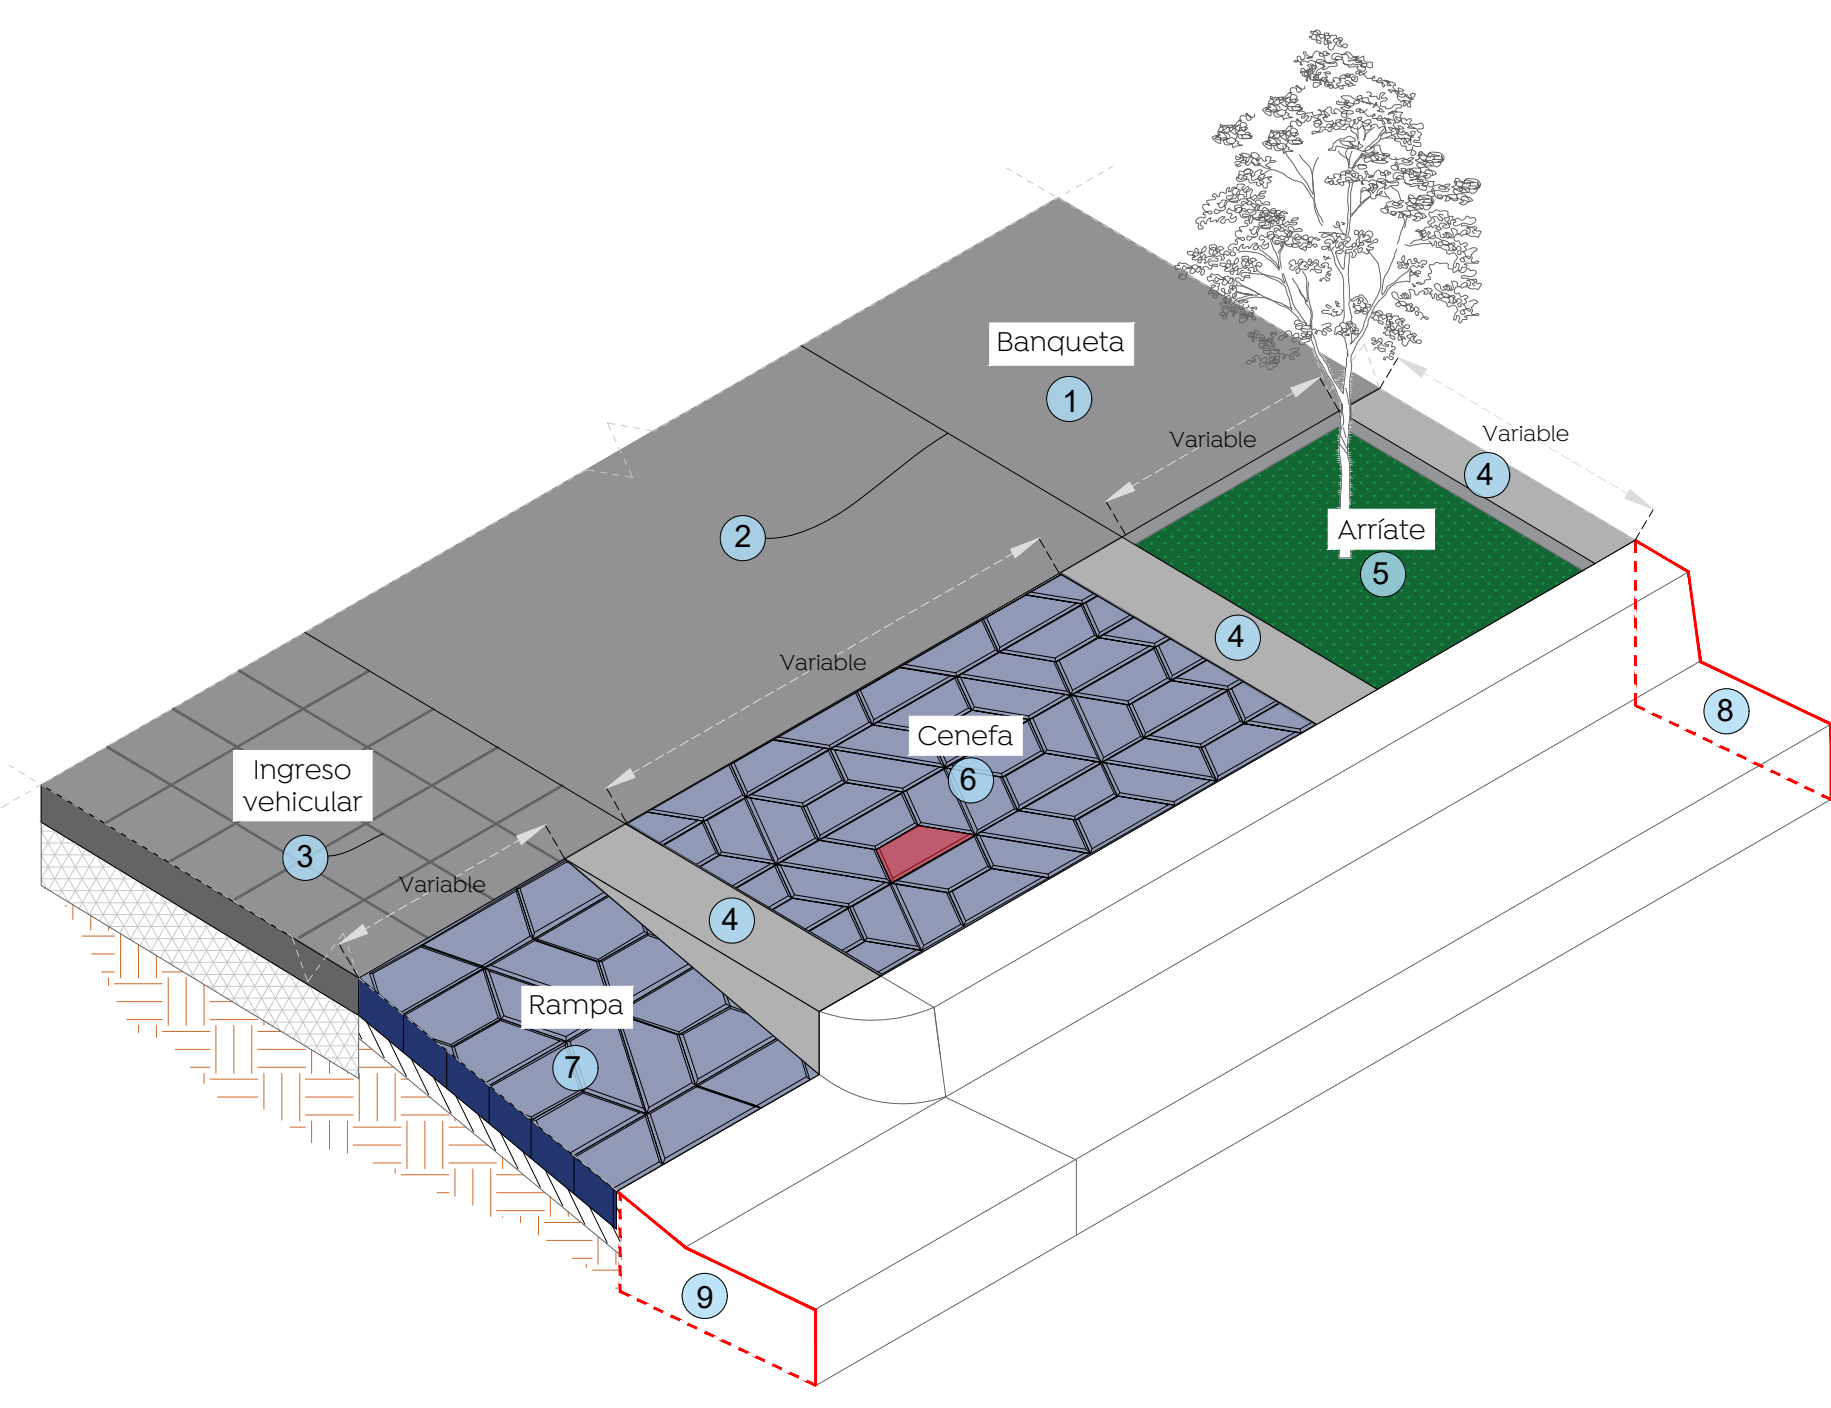 Banqueta
1
Variable
Variable
4
2
Arríate
5
4
Variable
Cenefa
6
8
Ingreso
vehicular
3
Variable
4
Rampa
7
9